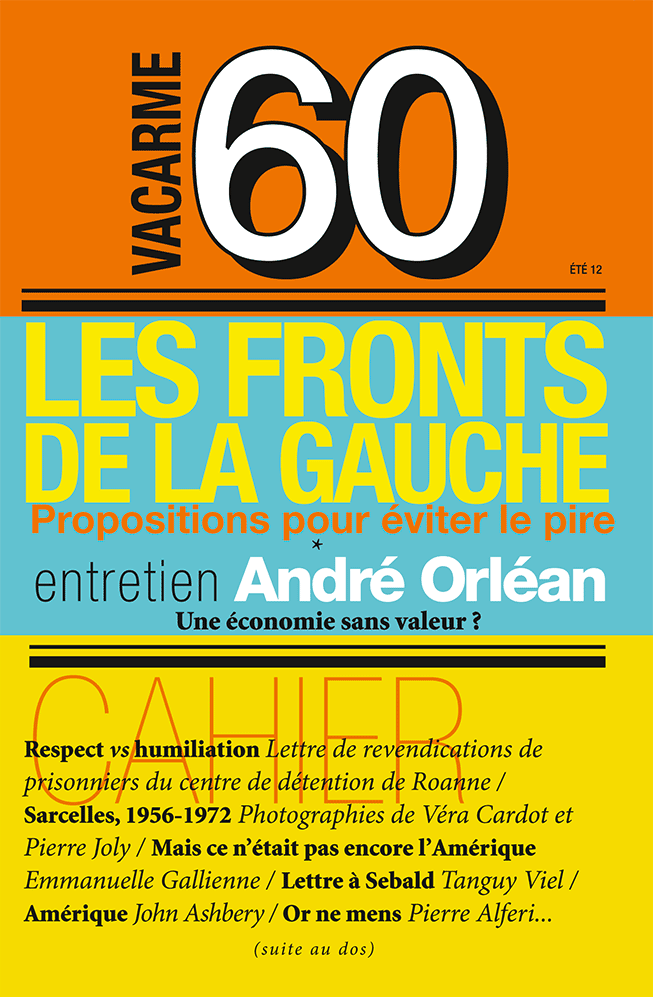 VACARME
60
ÉTÉ 12
LES FRONTS
DE LA GAUCHE
Propositions pour éviter le pire
*
entretien André Orléan
Une économie sans valeur ?
CAHIER
Respect vs humiliation Lettre de revendications de
prisonniers du centre de détention de Roanne /
Sarcelles, 1956-1972 Photographies de Véra Cardot et
Pierre Joly / Mais ce n’était pas encore l’Amérique
Emmanuelle Gallienne / Lettre à Sebald Tanguy Viel /
Amérique John Ashbery / Or ne mens Pierre Alferi...
(suite au dos)